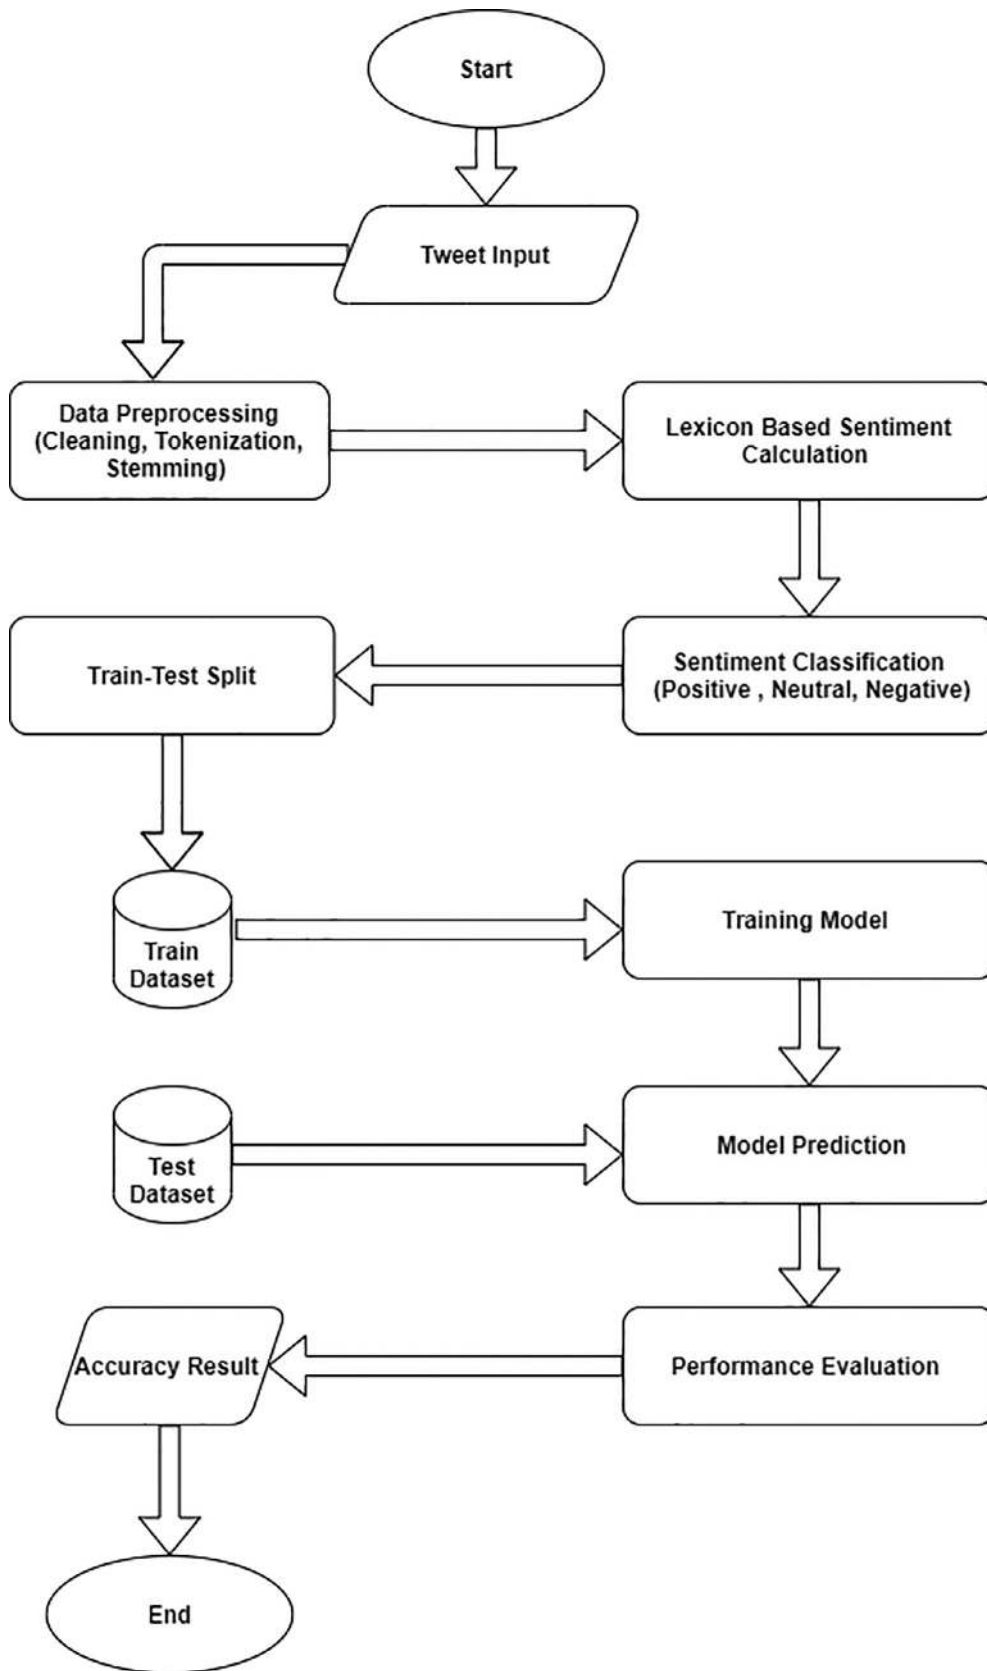 Start
Tweet Input
Data Preprocessing
(Cleaning, Tokenization,
Stemming)
Lexicon Based Sentiment
Calculation
Sentiment Classification
(Positive , Neutral, Negative)
Train-Test Split
Train
Dataset
Training Model
Test
Dataset
Model Prediction
Performance Evaluation
Accuracy Result
End